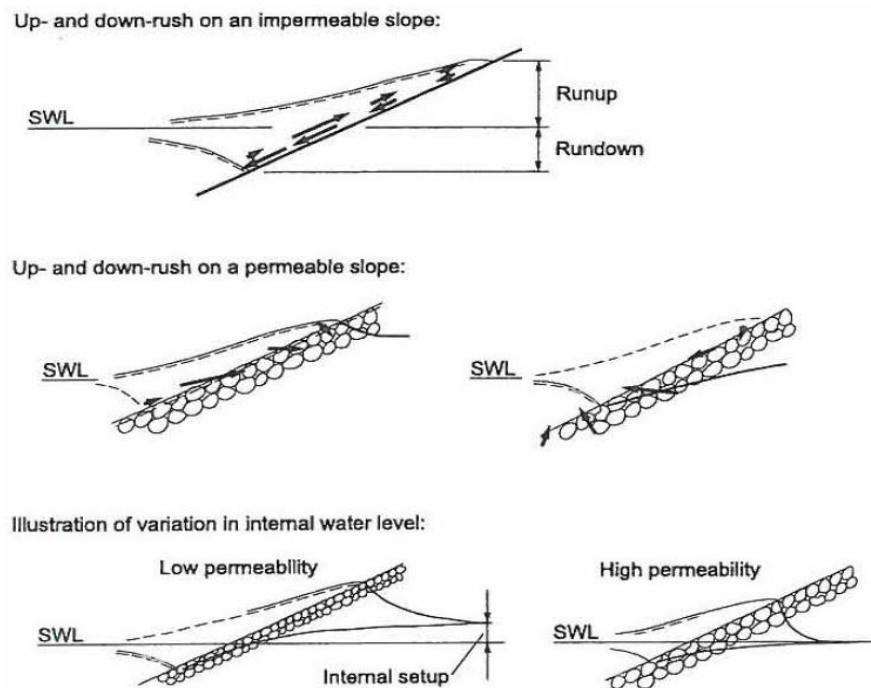 Up- and down-rush on an impermeable slope:
SWL
Runup
Rundown
Up- and down-rush on a permeable slope:
SWL
SWL
Illustration of variation in internal water level:
Low permeability
High permeability
SWL
SWL
Internal setup